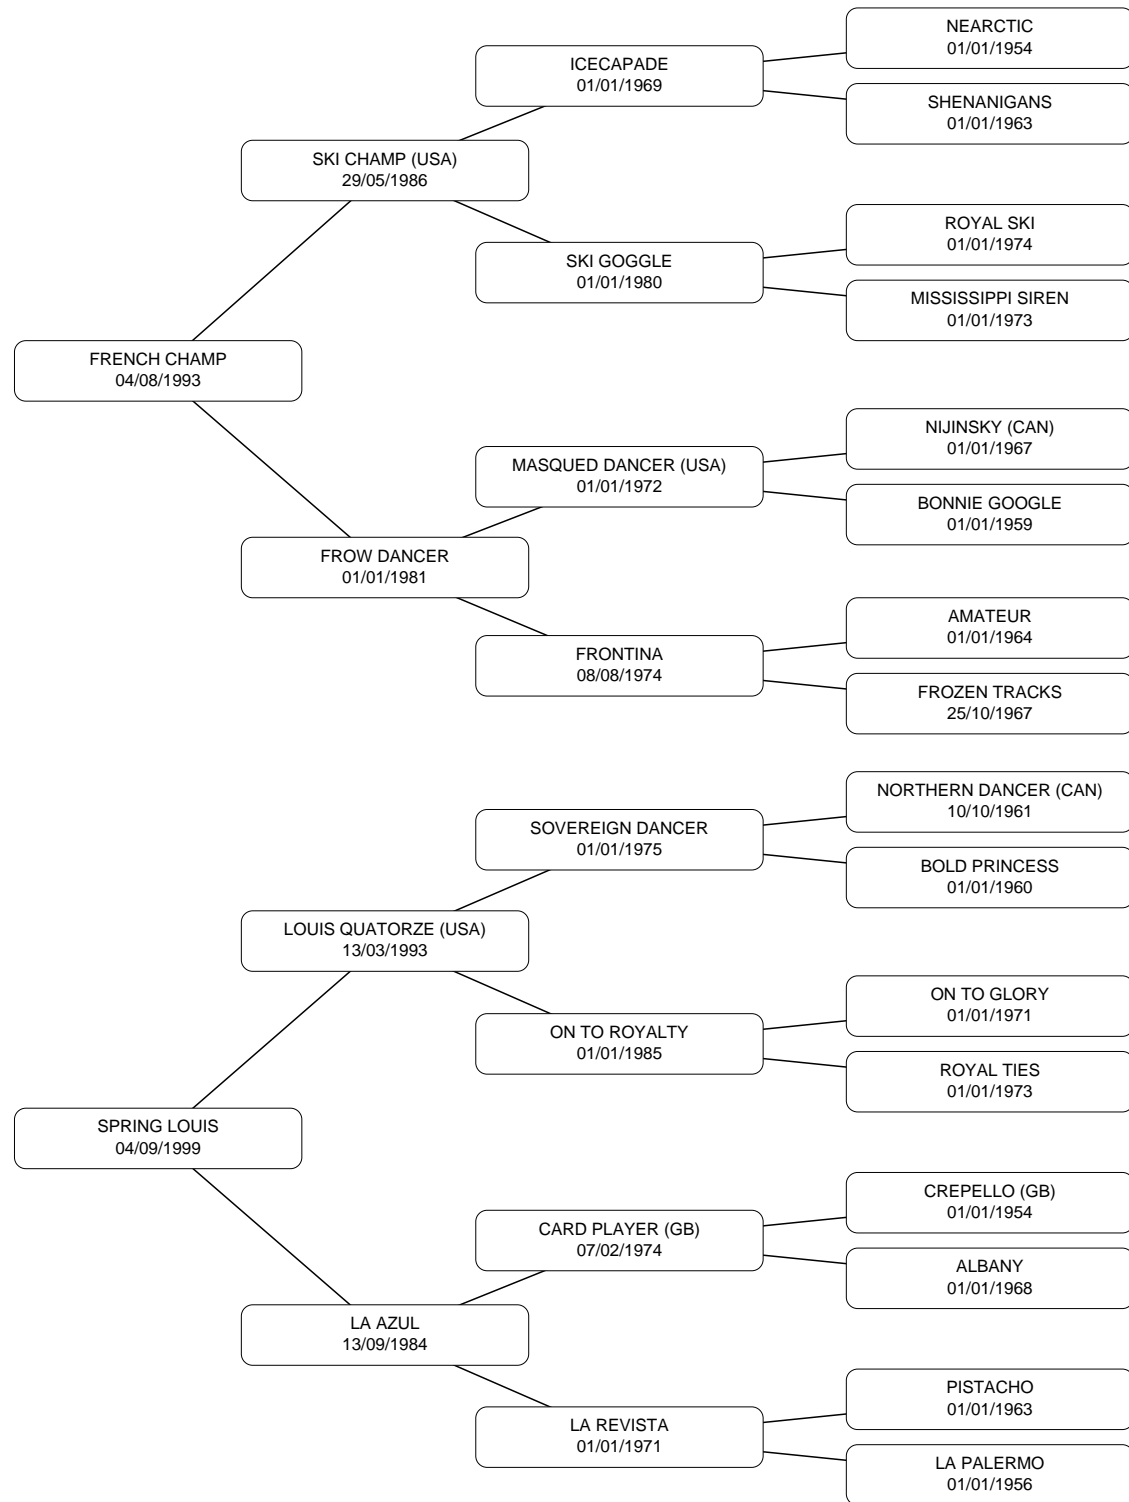 NEARCTIC
01/01/1954
ICECAPADE
01/01/1969
SHENANIGANS
01/01/1963
SKI CHAMP (USA)
29/05/1986
ROYAL SKI
01/01/1974
SKI GOGGLE
01/01/1980
MISSISSIPPI SIREN
01/01/1973
FRENCH CHAMP
04/08/1993
NIJINSKY (CAN)
01/01/1967
MASQUED DANCER (USA)
01/01/1972
BONNIE GOOGLE
01/01/1959
FROW DANCER
01/01/1981
AMATEUR
01/01/1964
FRONTINA
08/08/1974
FROZEN TRACKS
25/10/1967
NORTHERN DANCER (CAN)
10/10/1961
SOVEREIGN DANCER
01/01/1975
BOLD PRINCESS
01/01/1960
LOUIS QUATORZE (USA)
13/03/1993
ON TO GLORY
01/01/1971
ON TO ROYALTY
01/01/1985
ROYAL TIES
01/01/1973
SPRING LOUIS
04/09/1999
CREPELLO (GB)
01/01/1954
CARD PLAYER (GB)
07/02/1974
ALBANY
01/01/1968
LA AZUL
13/09/1984
PISTACHO
01/01/1963
LA REVISTA
01/01/1971
LA PALERMO
01/01/1956